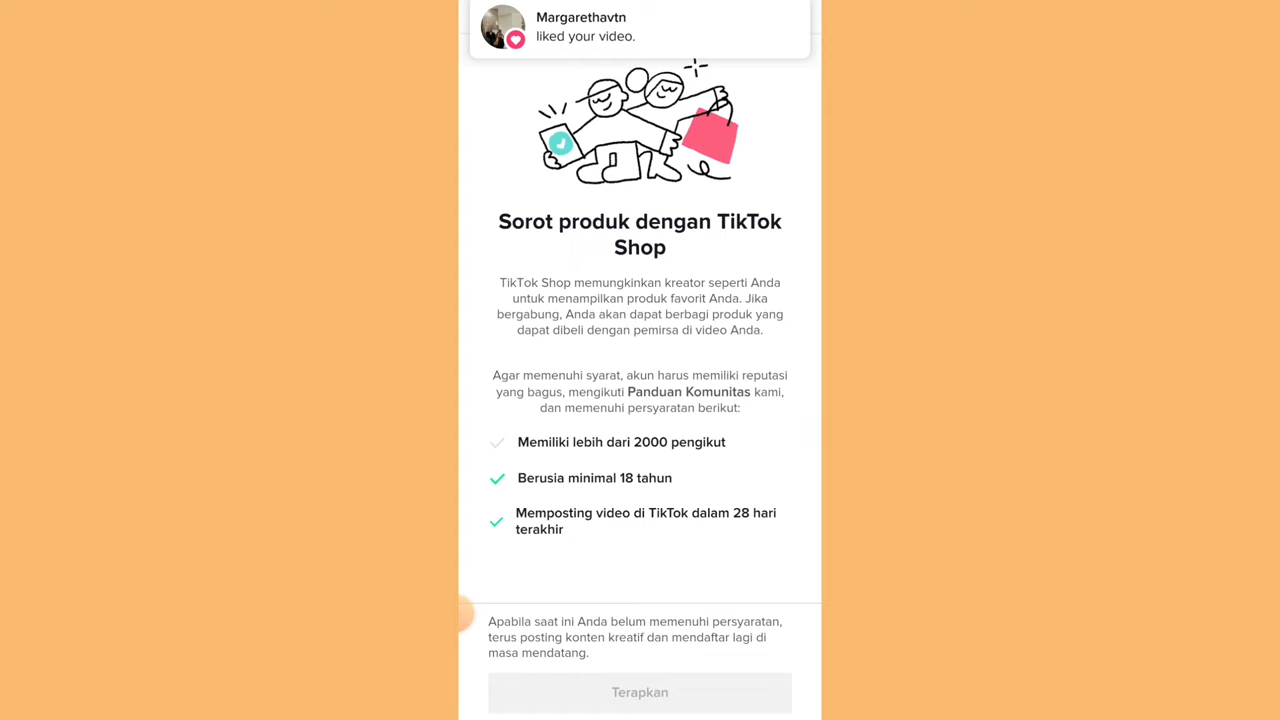 Margarethavtn
liked your video.
Sorot produk dengan TikTok
Shop
TikTok Shop memungkinkan kreator seperti Anda
untuk menampilkan produk favorit Anda. Jika
bergabung, Anda akan dapat berbagi produk yang
dapat dibeli dengan pemirsa di video Anda.
Agar memenuhi syarat, akun harus memiliki reputasi
yang bagus, mengikuti Panduan Komunitas kami,
dan memenuhi persyaratan berikut:
Memiliki lebih dari 2000 pengikut
Berusia minimal 18 tahun
Memposting video di TikTok dalam 28 hari
terakhir
Apabila saat ini Anda belum memenuhi persyaratan,
terus posting konten kreatif dan mendaftar lagi di
masa mendatang.
Terapkan